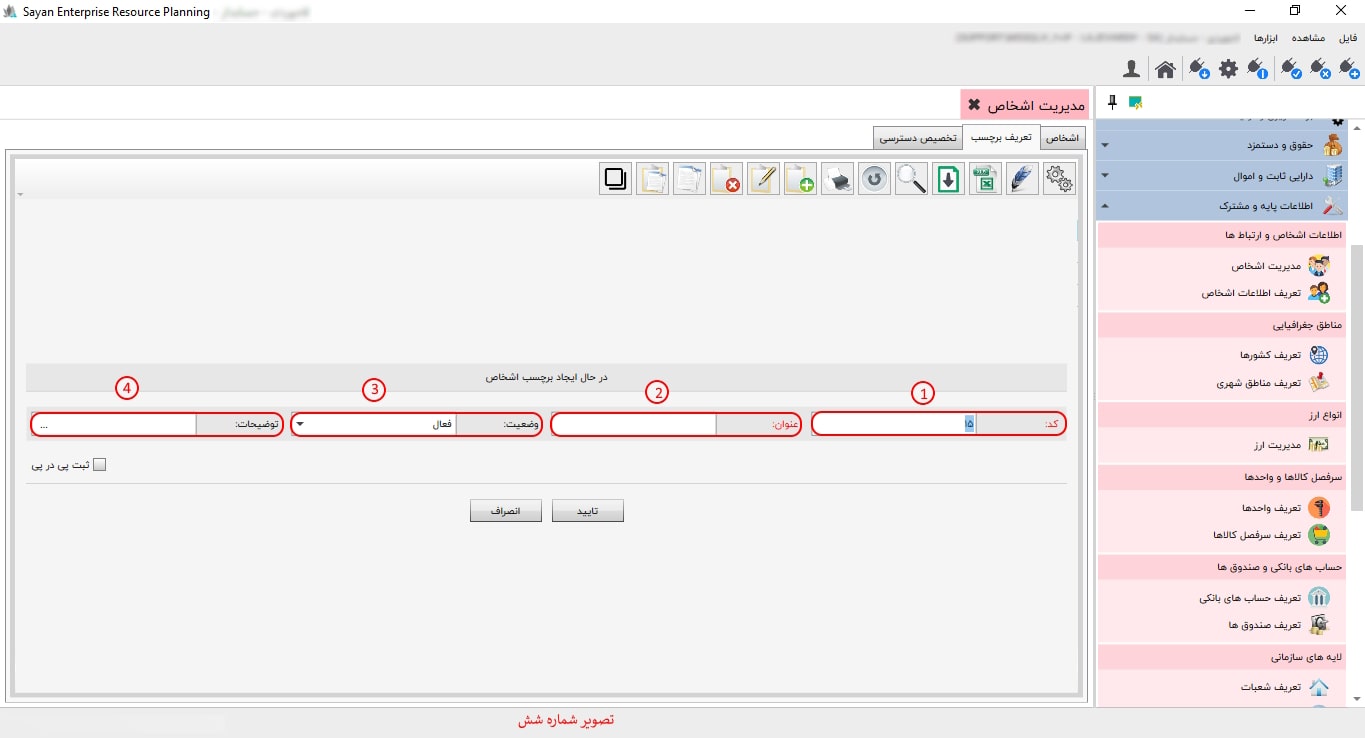 Sayan Enterprise Resource Planning
فایل مشاهده ابزارها
مدیریت اشخاص
اشخاص تعریف برچسب تخصیص دسترسی
حقوق و دستمزد
دارایی ثابت و اموال
اطلاعات پایه و مشترک
اطلاعات اشخاص و ارتباط ها
مدیریت اشخاص
تعریف اطلاعات اشخاص
مناطق جغرافیایی
تعریف کشورها
تعریف مناطق شهری
انواع ارز
مدیریت ارز
سرفصل کالاها و واحدها
تعریف واحدها
تعریف سرفصل کالاها
حساب های بانکی و صندوق ها
تعریف حساب های بانکی
تعریف صندوق ها
لایه های سازمانی
تعریف شعبات
در حال ایجاد برچسب اشخاص
1 2 3 4
کد: ۱۵ عنوان: وضعیت: فعال توضیحات: ...
ثبت پی در پی
تایید انصراف
تصویر شماره شش